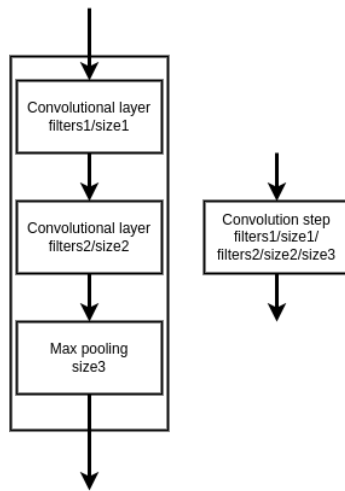 Convolutional layer
filters1/size1
Convolutional layer
filters2/size2
Max pooling
size3
Convolution step
filters1/size1/
filters2/size2/size3